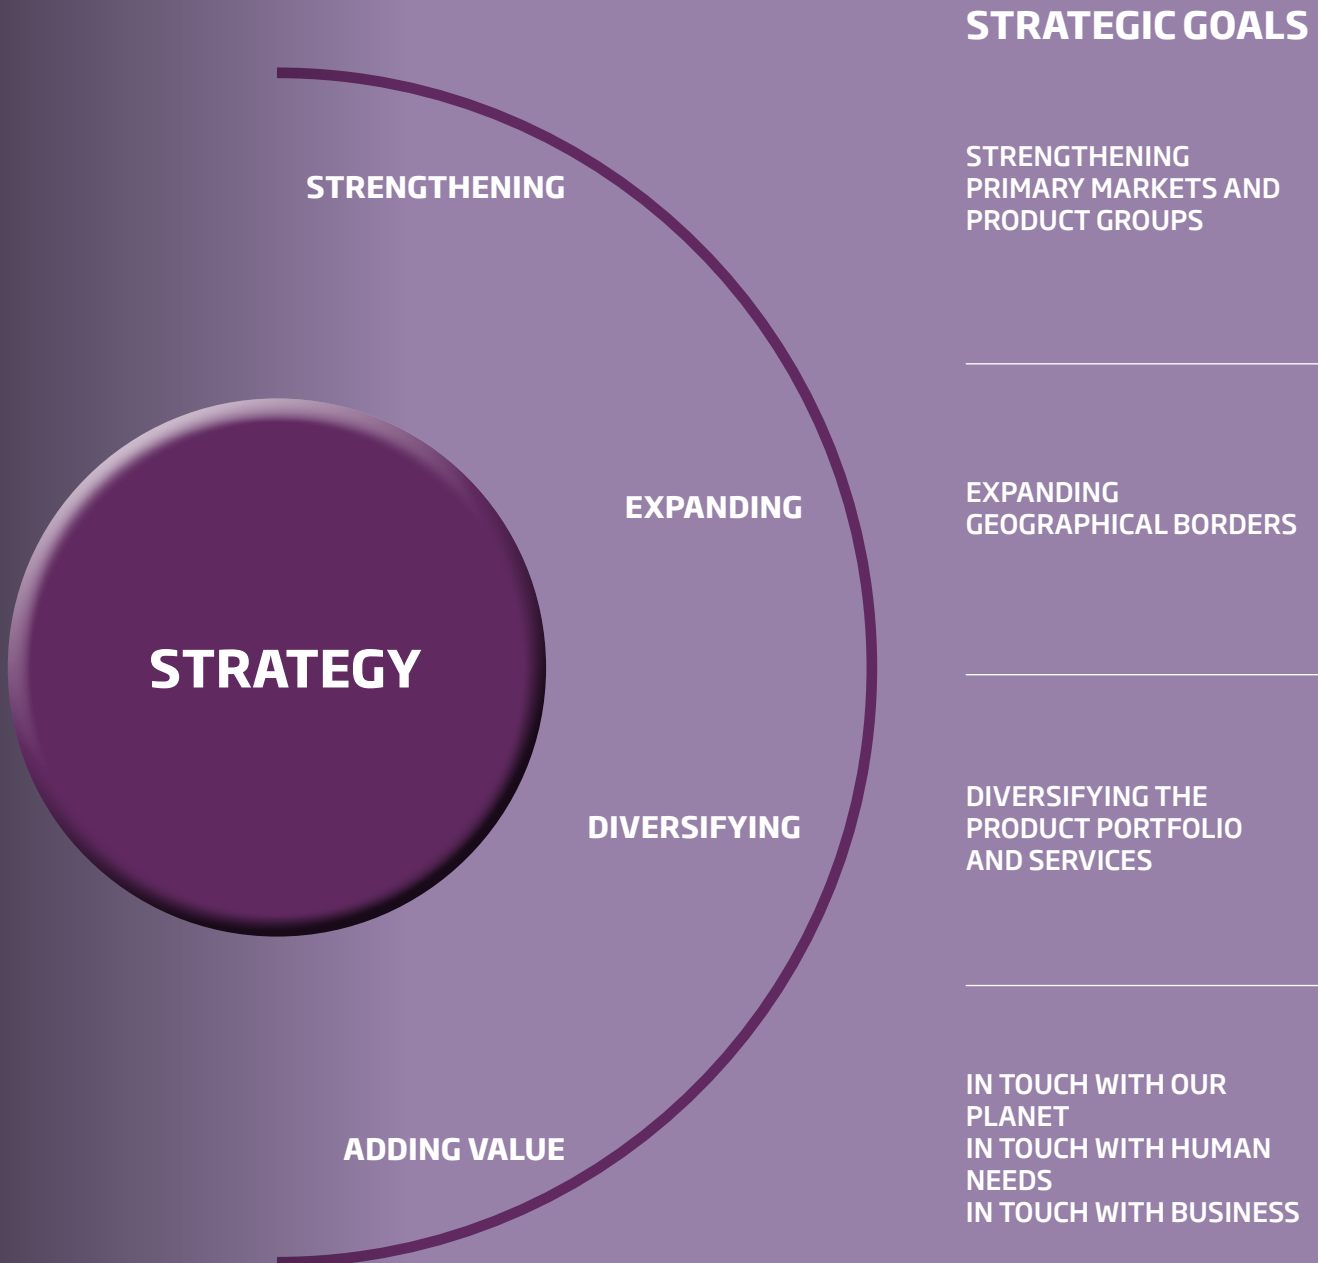 STRATEGIC GOALS
STRENGTHENING
STRENGTHENING
PRIMARY MARKETS AND
PRODUCT GROUPS
EXPANDING
EXPANDING
GEOGRAPHICAL BORDERS
STRATEGY
DIVERSIFYING
DIVERSIFYING THE
PRODUCT PORTFOLIO
AND SERVICES
ADDING VALUE
IN TOUCH WITH OUR
PLANET
IN TOUCH WITH HUMAN
NEEDS
IN TOUCH WITH BUSINESS